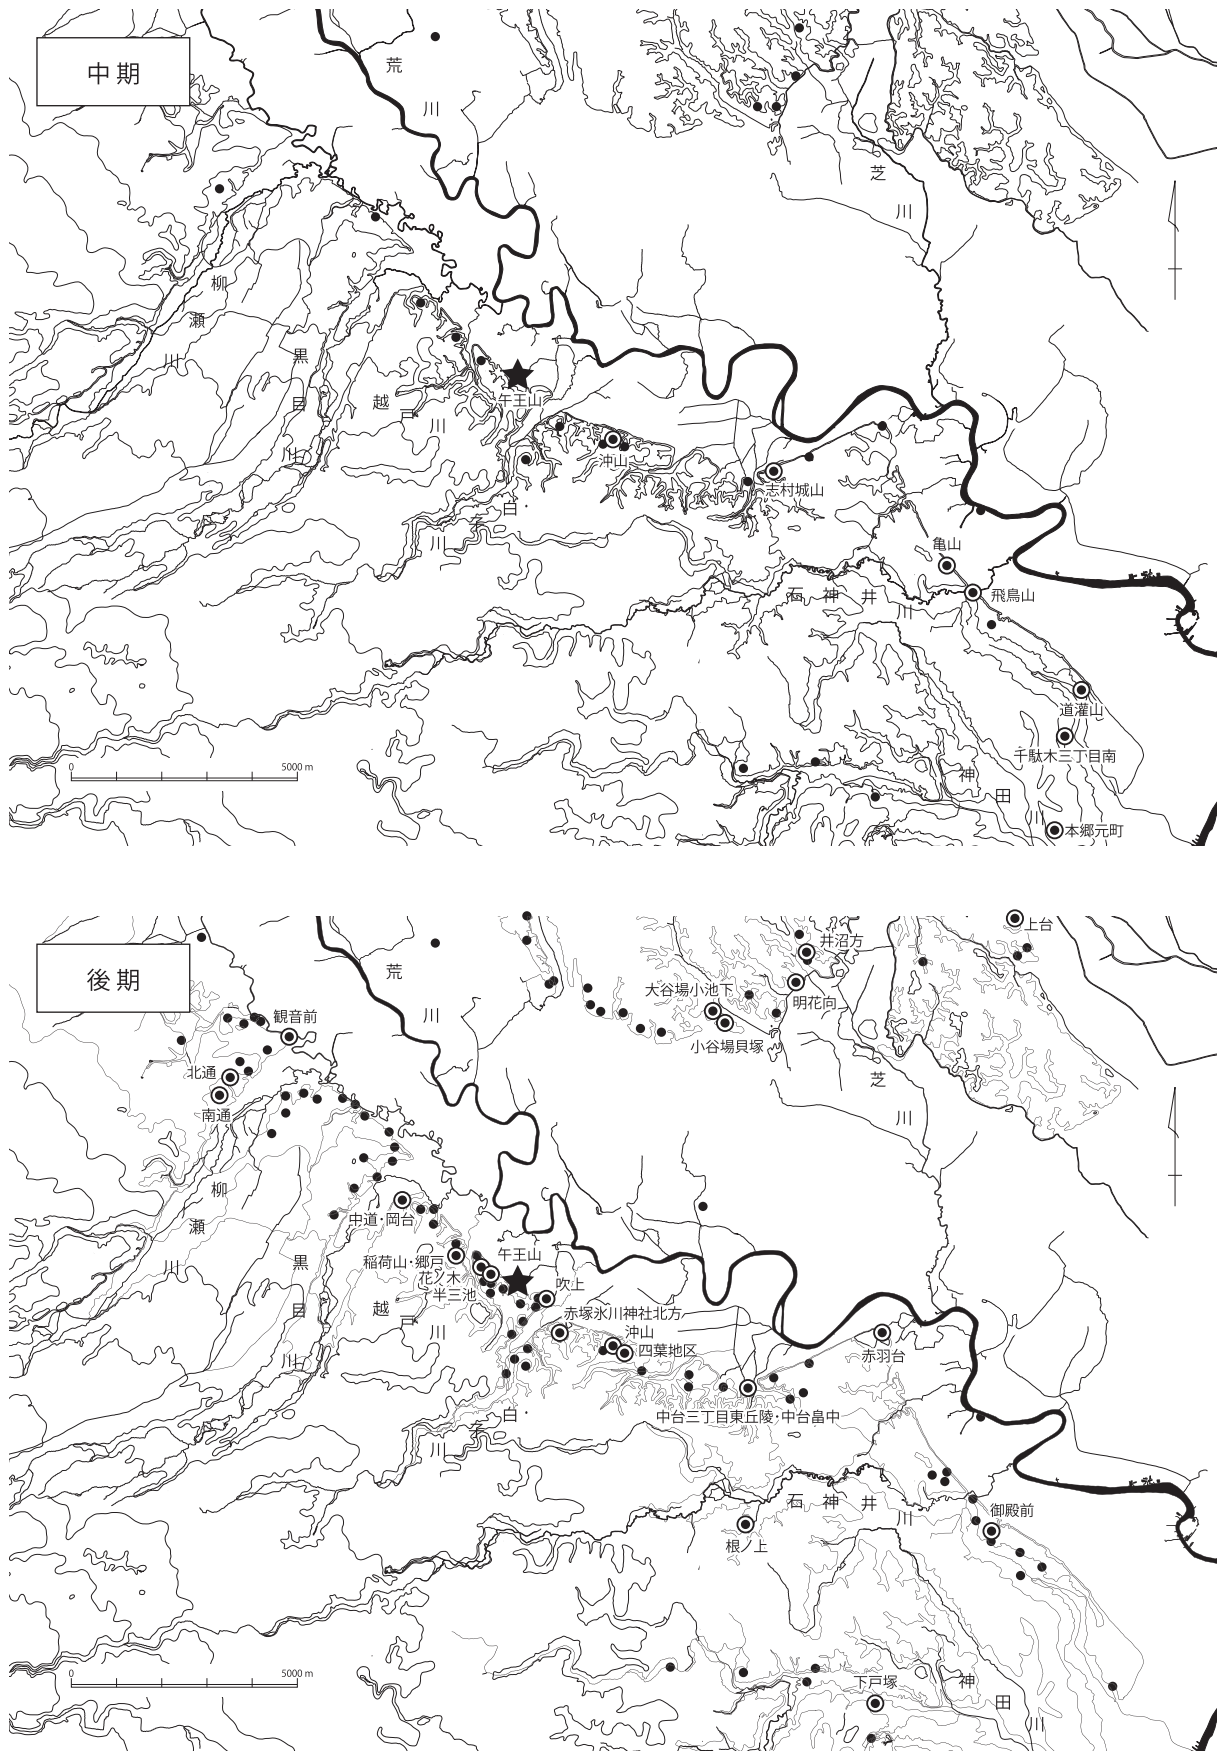 中期
荒
川
芝
川
柳
瀬
川
黒
目
川
越
戸
川
午王山
沖山
白
子
川
志村城山
亀山
飛鳥山
石
神
井
川
道灌山
千駄木三丁目南
神
田
川
本郷元町
0
5000 m
後期
荒
川
上台
井沼方
大谷場小池下
明花向
小谷場貝塚
観音前
北通
南通
芝
川
柳
瀬
川
黒
目
川
越
戸
川
中道・岡台
稲荷山・郷戸
午王山
花ノ木
半三池
吹上
赤塚氷川神社北方
沖山
四葉地区
赤羽台
白
子
川
中台三丁目東丘陵・中台畠中
石
神
井
川
根ノ上
御殿前
下戸塚
神
田
川
0
5000 m